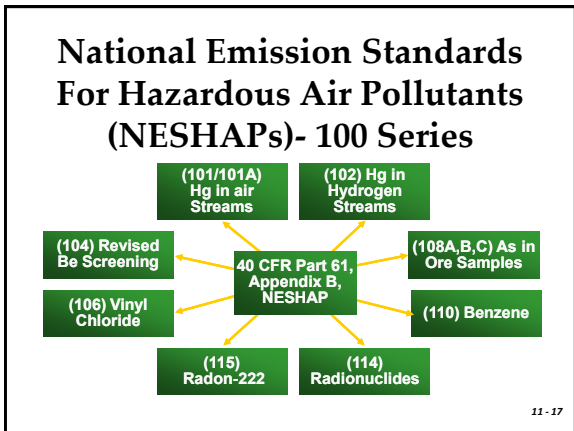 National Emission Standards
For Hazardous Air Pollutants
(NESHAPs)- 100 Series
(101/101A)
Hg in air
Streams
(102) Hg in
Hydrogen
Streams
(104) Revised
Be Screening
40 CFR Part 61,
Appendix B,
NESHAP
(108A,B,C) As in
Ore Samples
(106) Vinyl
Chloride
(110) Benzene
(115)
Radon-222
(114)
Radionuclides
11 - 17